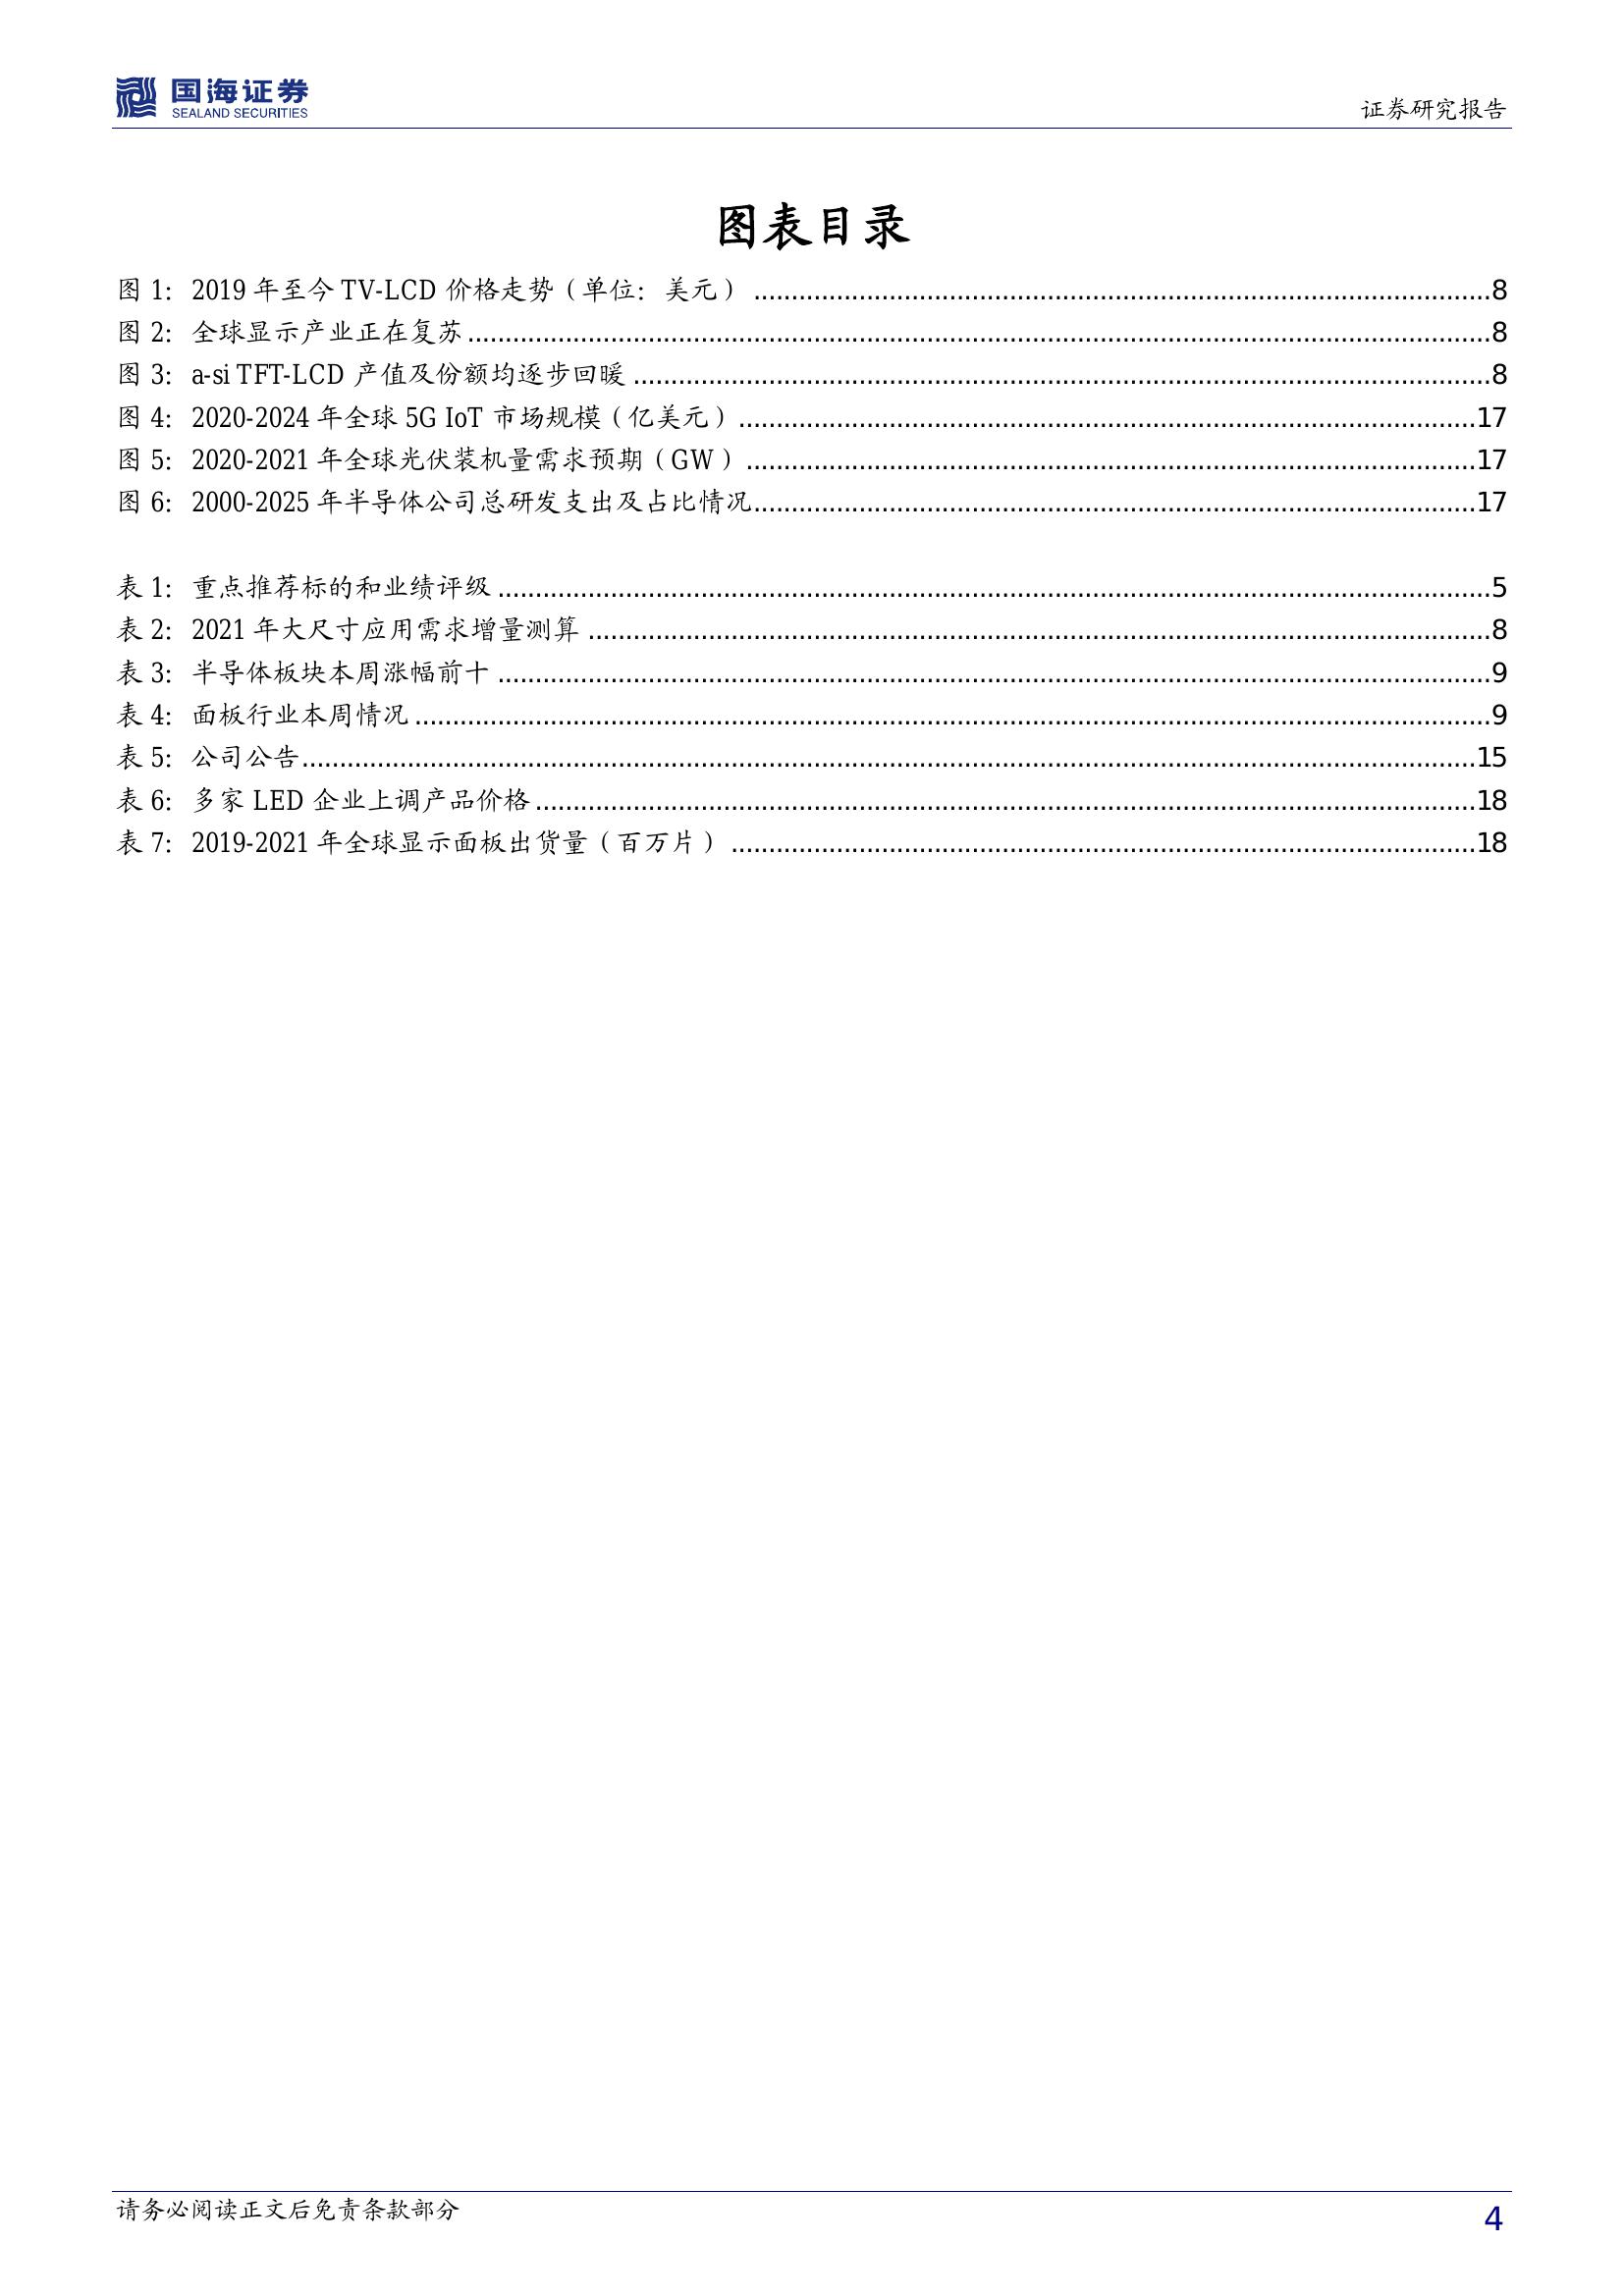 国海证券
SEALAND SECURITIES
证券研究报告
图表目录
图 1: 2019 年至今 TV-LCD 价格走势（单位: 美元）...8
图 2: 全球显示产业正在复苏...8
图 3: a-si TFT-LCD 产值及份额均逐步回暖...8
图 4: 2020-2024 年全球 5G IoT 市场规模（亿美元）...17
图 5: 2020-2021 年全球光伏装机量需求预期（GW）...17
图 6: 2000-2025 年半导体公司总研发支出及占比情况...17
表 1: 重点推荐标的和业绩评级...5
表 2: 2021 年大尺寸应用需求增量测算...8
表 3: 半导体板块本周涨幅前十...9
表 4: 面板行业本周情况...9
表 5: 公司公告...15
表 6: 多家 LED 企业上调产品价格...18
表 7: 2019-2021 年全球显示面板出货量（百万片）...18
请务必阅读正文后免责条款部分
4